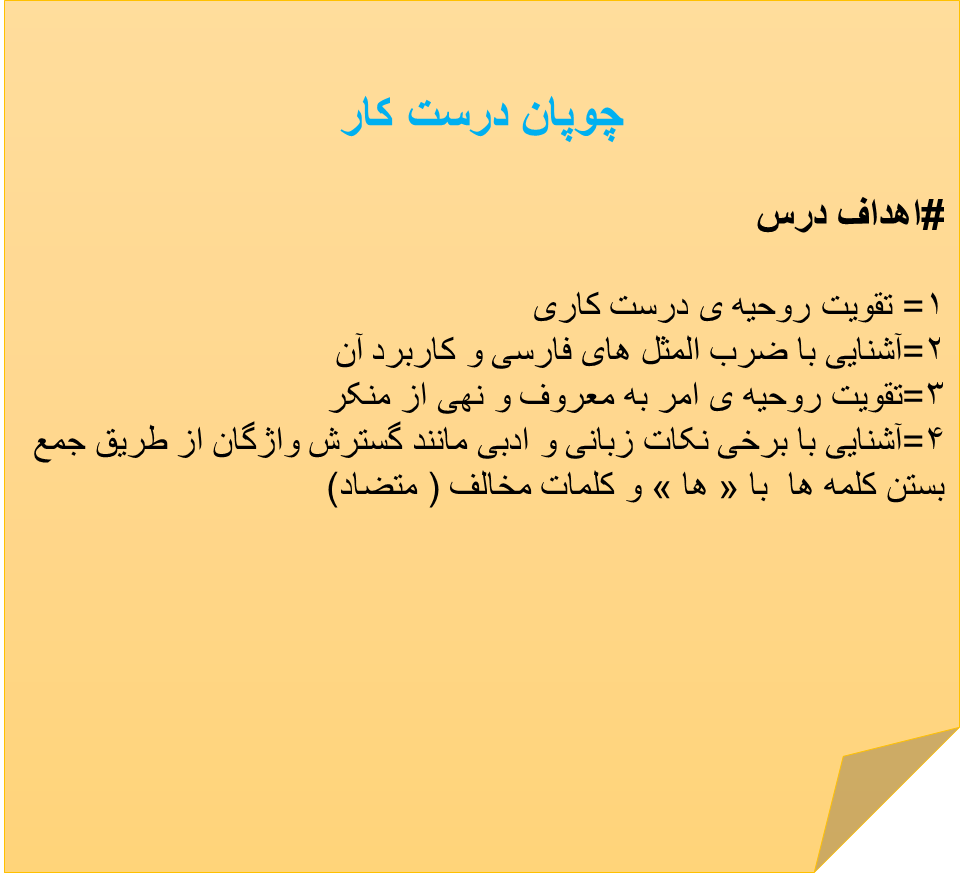 چوپان درست کار
#اهداف درس
۱= تقویت روحیه ی درست کاری
۲=آشنایی با ضرب المثل های فارسی و کاربرد آن
۳=تقویت روحیه ی امر به معروف و نهی از منکر
۴=آشنایی با برخی نکات زبانی و ادبی مانند گسترش واژگان از طریق جمع
بستن کلمه ها با « ها » و کلمات مخالف ( متضاد)